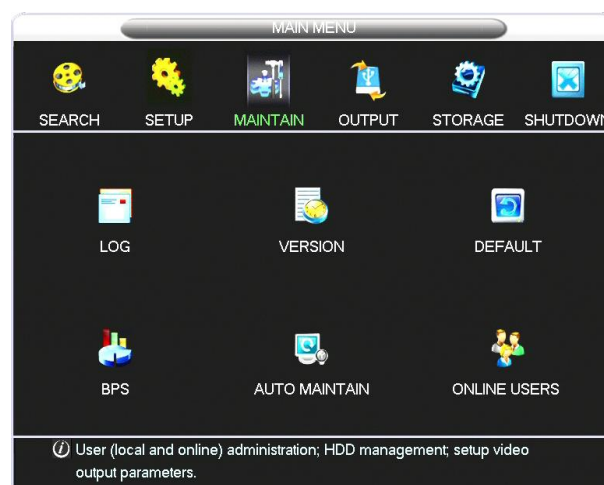 MAIN MENU
SEARCH SETUP MAINTAIN OUTPUT STORAGE SHUTDOWN
LOG VERSION DEFAULT
BPS AUTO MAINTAIN ONLINE USERS
User (local and online) administration; HDD management; setup video
output parameters.